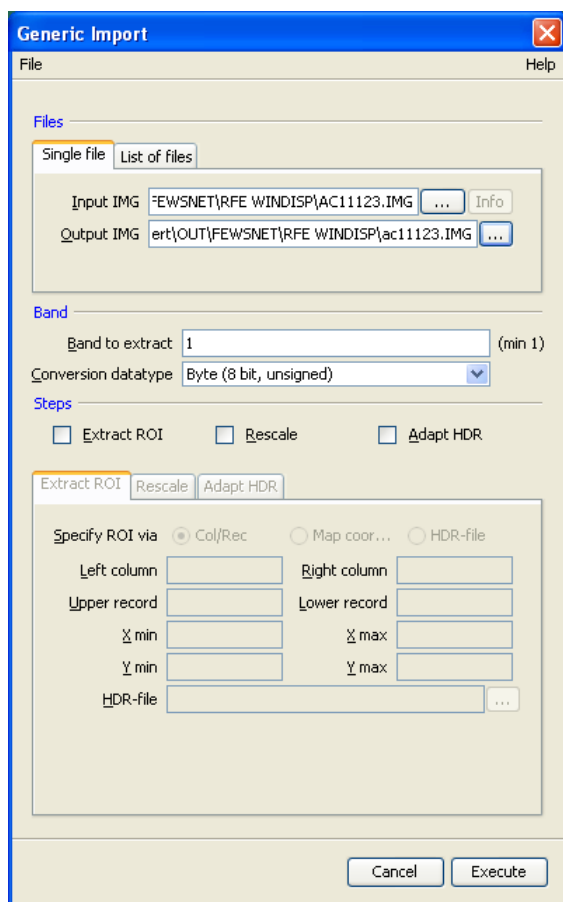 Generic Import
File Help
Files
Single file List of files
Input IMG FEWSNET\RFE WINDISP\AC11123.IMG ... Info
Output IMG ert\OUT\FEWSNET\RFE WINDISP\ac11123.IMG ...
Band
Band to extract 1 (min 1)
Conversion datatype Byte (8 bit, unsigned)
Steps
Extract ROI Rescale Adapt HDR
Extract ROI Rescale Adapt HDR
Specify ROI via Col/Rec Map coor... HDR-file
Left column Right column
Upper record Lower record
X min X max
Y min Y max
HDR-file ...
Cancel Execute